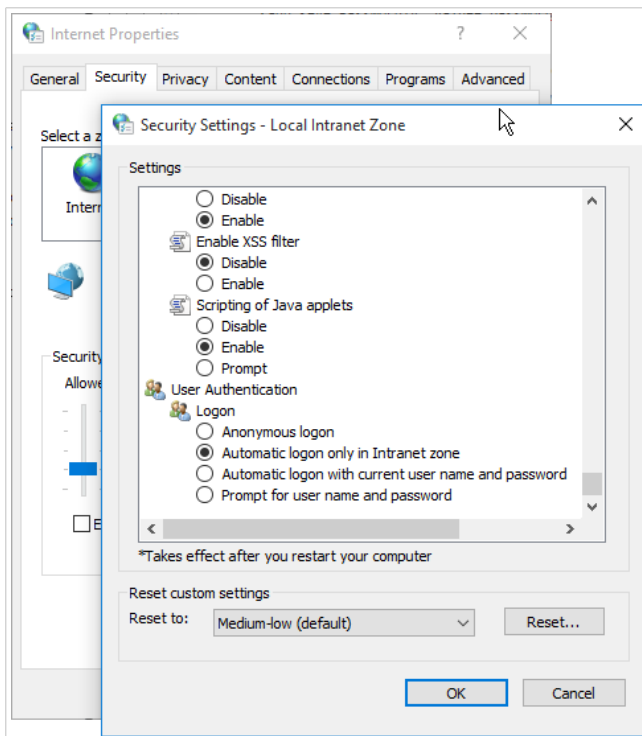 Internet Properties
?
General Security Privacy Content Connections Programs Advanced
Select a z
Security Settings - Local Intranet Zone
Settings
Disable
Enable
Enable XSS filter
Disable
Enable
Scripting of Java applets
Disable
Enable
Prompt
User Authentication
Logon
Anonymous logon
Automatic logon only in Intranet zone
Automatic logon with current user name and password
Prompt for user name and password
*Takes effect after you restart your computer
Reset custom settings
Reset to: Medium-low (default) Reset...
OK Cancel
Inter
Security
Allowe
E